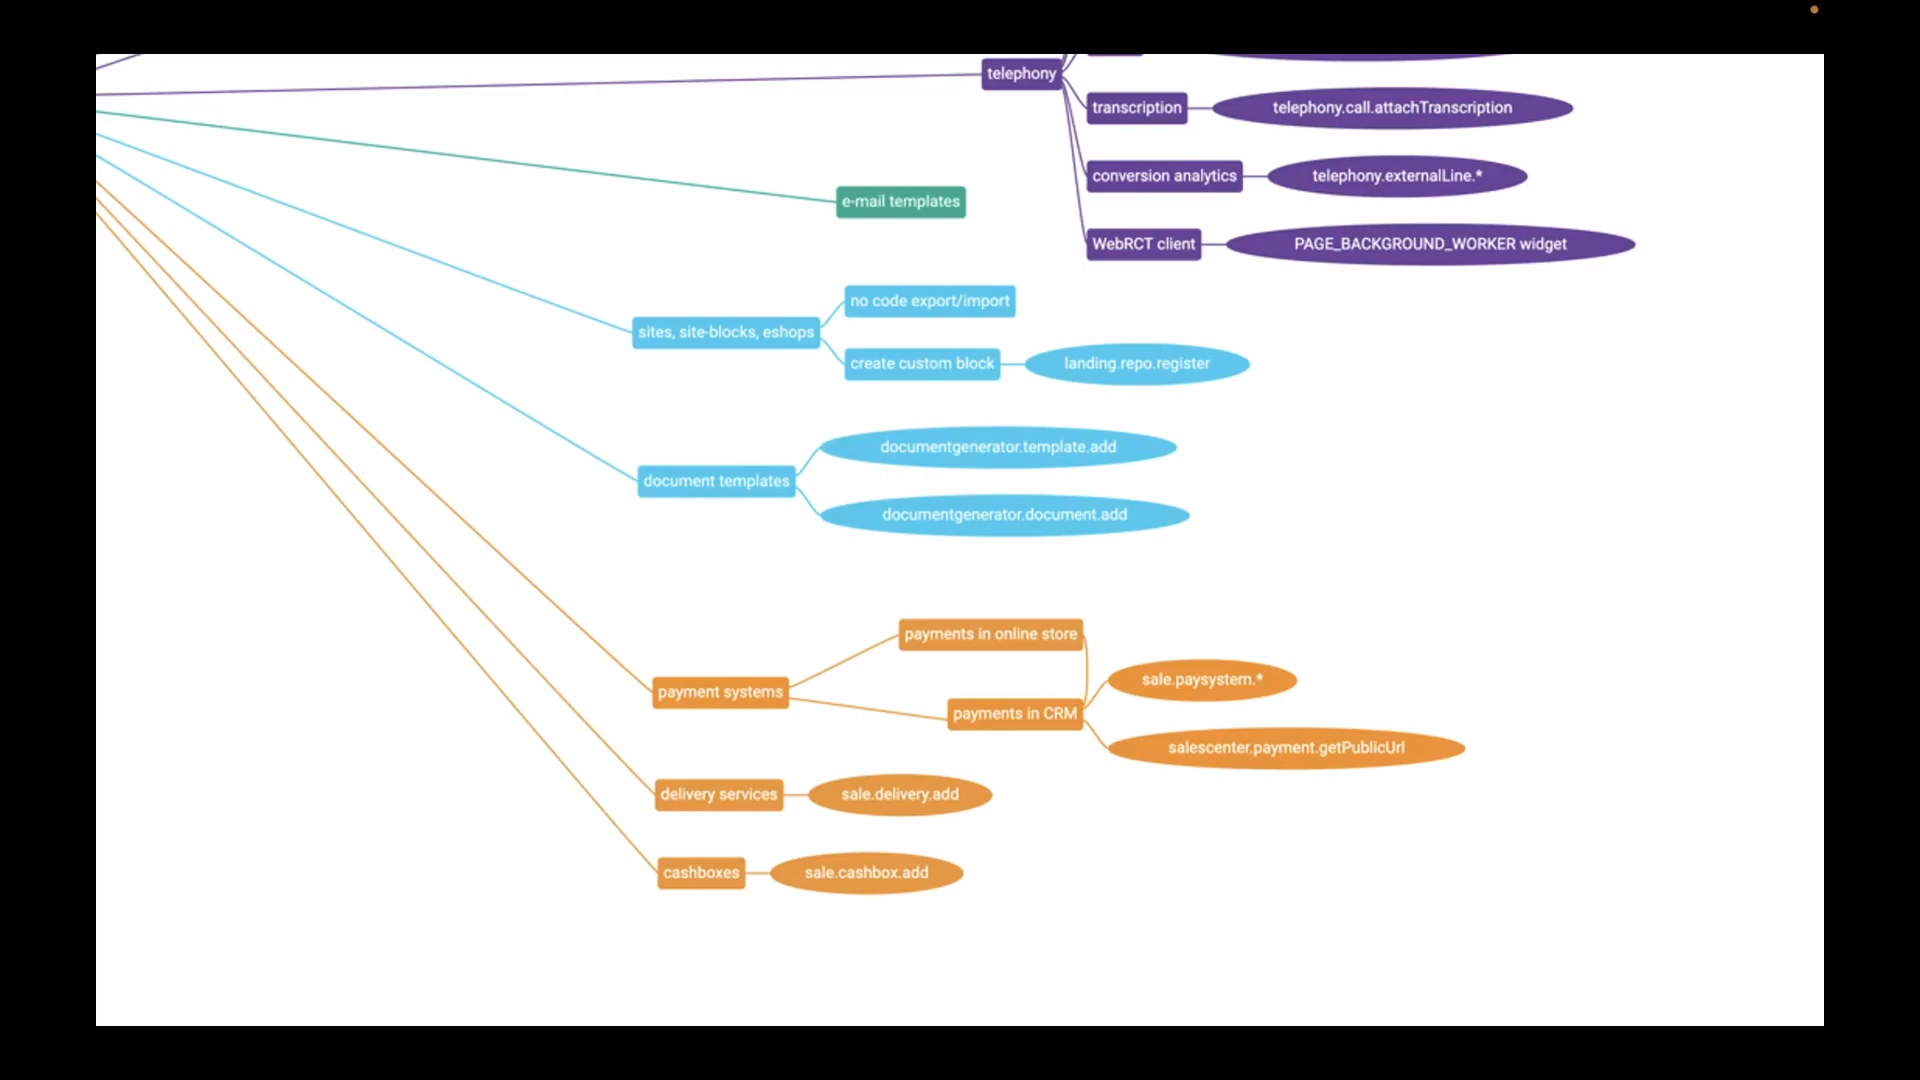 telephony
transcription
telephony.call.attachTranscription
conversion analytics
telephony.externalLine.*
e-mail templates
WebRCT client
PAGE_BACKGROUND_WORKER widget
no code export/import
sites, site-blocks, eshops
create custom block
landing.repo.register
documentgenerator.template.add
document templates
documentgenerator.document.add
payments in online store
sale.paysystem.*
payment systems
payments in CRM
salescenter.payment.getPublicUrl
delivery services
sale.delivery.add
cashboxes
sale.cashbox.add